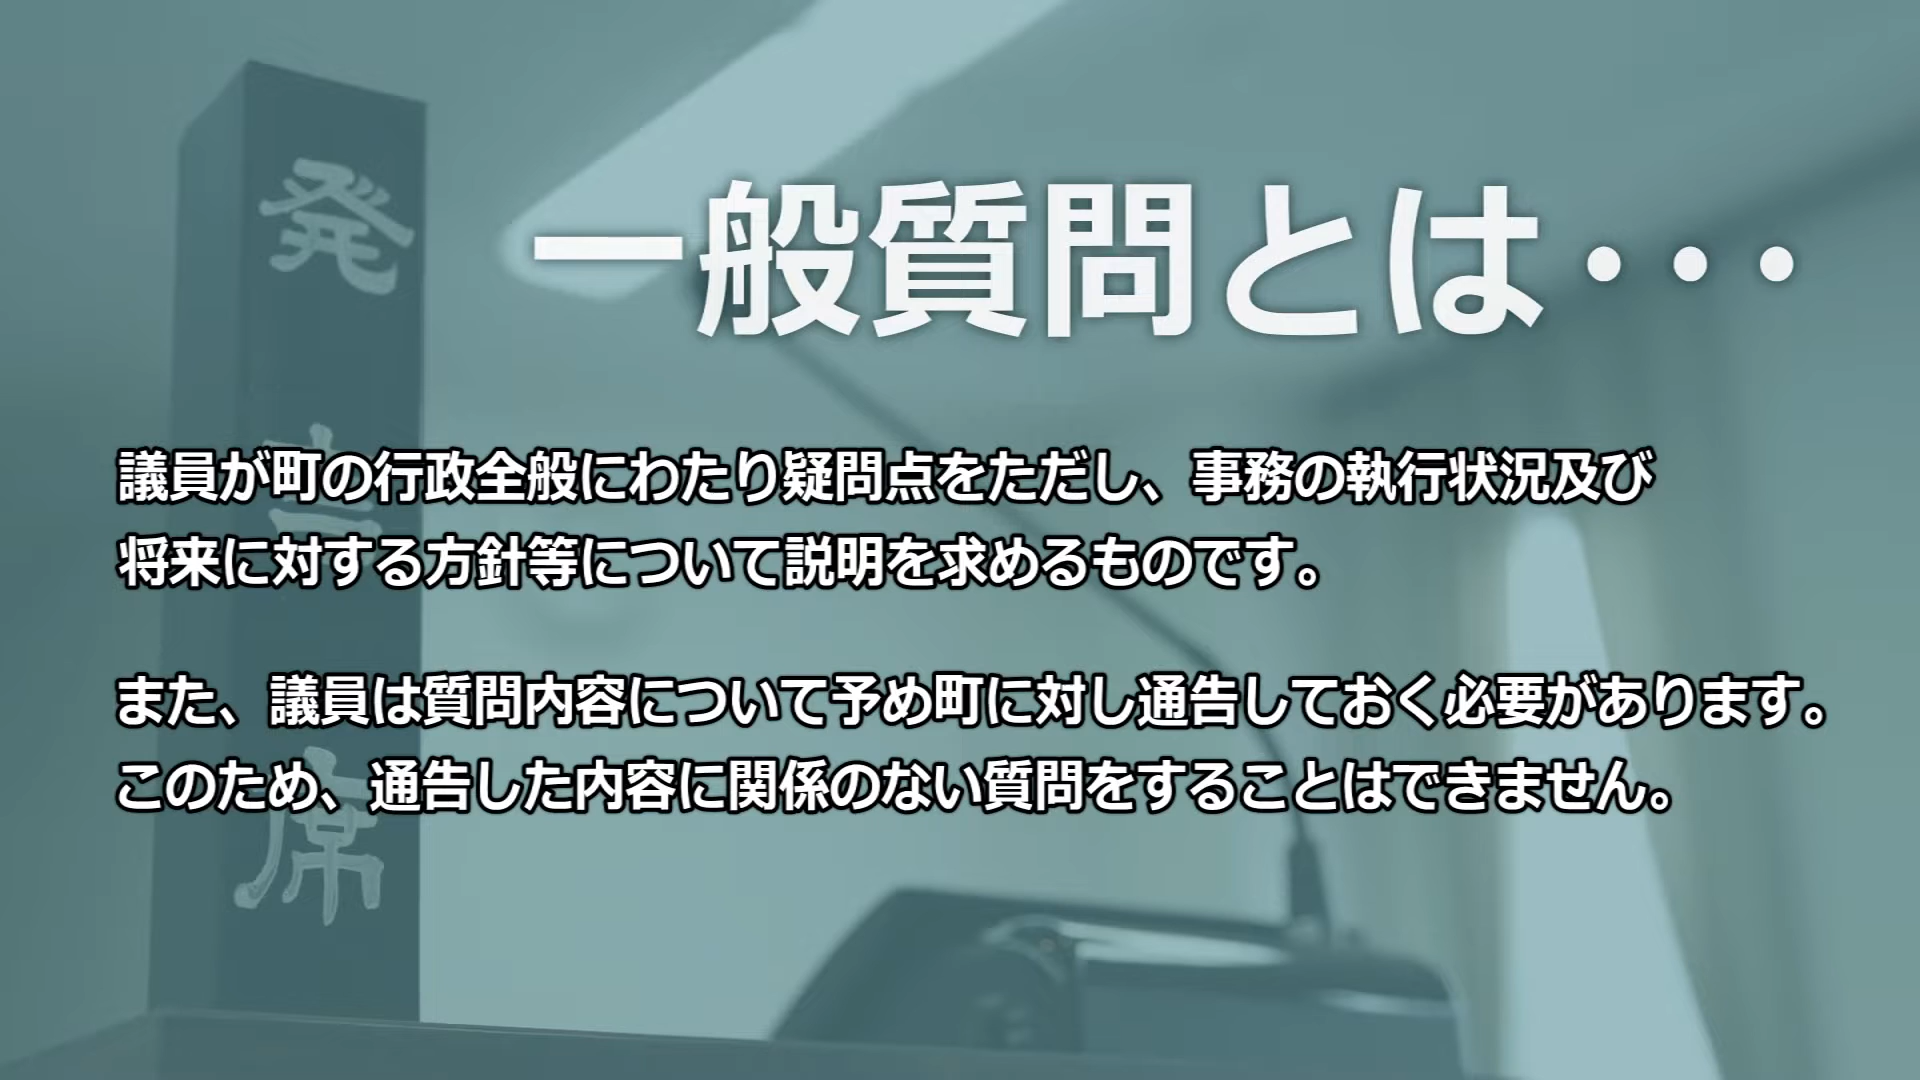 一般質問とは・・・
議員が町の行政全般にわたり疑問点をただし、事務の執行状況及び
将来に対する方針等について説明を求めるものです。
また、議員は質問内容について予め町に対し通告しておく必要があります。
このため、通告した内容に関係のない質問をすることはできません。
発言席